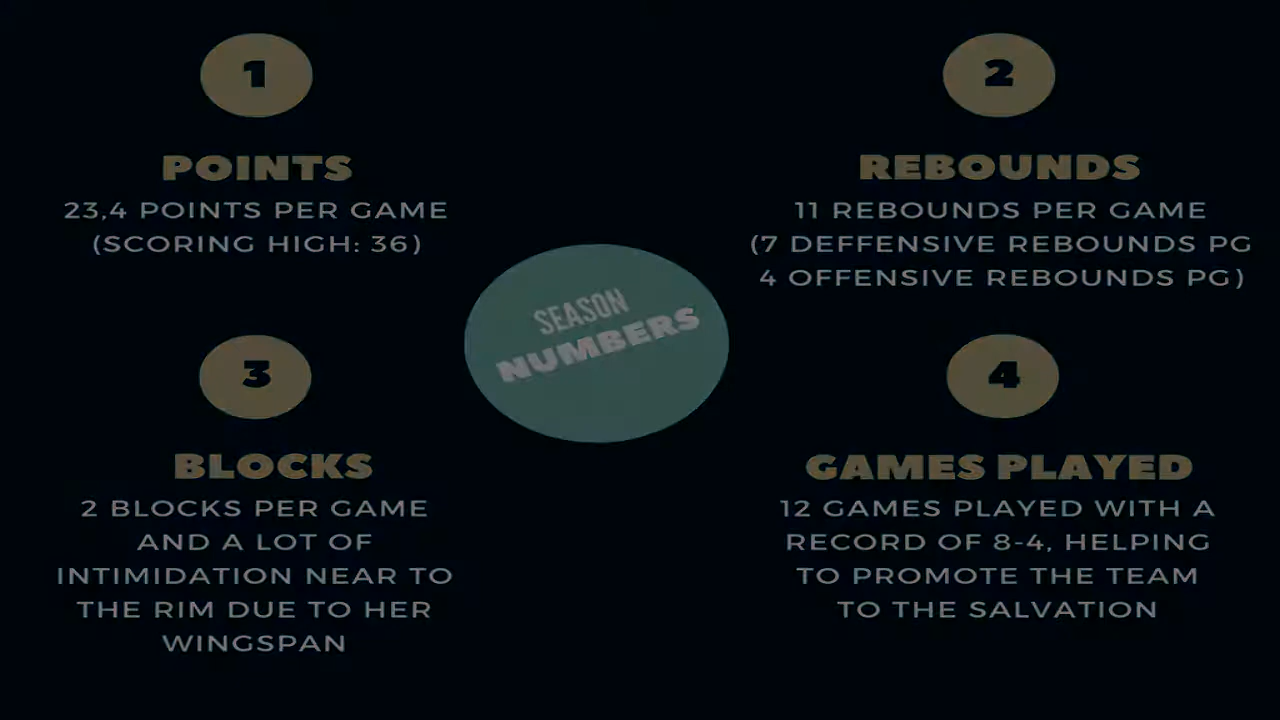 1
POINTS
23,4 POINTS PER GAME
(SCORING HIGH: 36)
2
REBOUNDS
11 REBOUNDS PER GAME
(7 DEFFENSIVE REBOUNDS PG
4 OFFENSIVE REBOUNDS PG)
SEASON
NUMBERS
3
BLOCKS
2 BLOCKS PER GAME
AND A LOT OF
INTIMIDATION NEAR TO
THE RIM DUE TO HER
WINGSPAN
4
GAMES PLAYED
12 GAMES PLAYED WITH A
RECORD OF 8-4, HELPING
TO PROMOTE THE TEAM
TO THE SALVATION